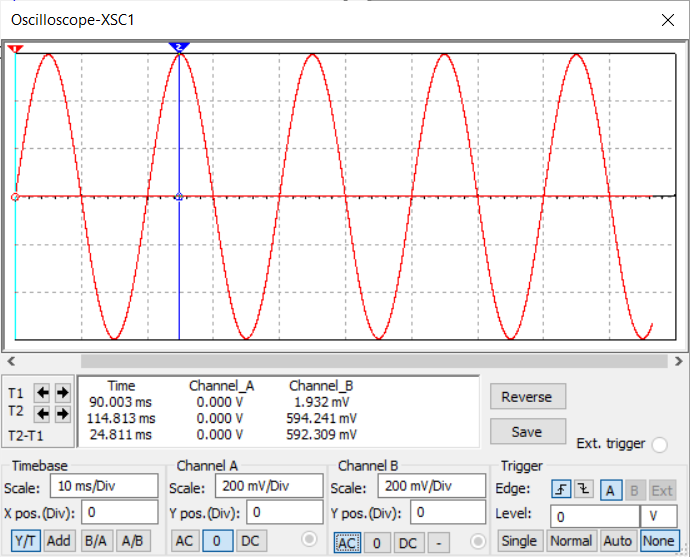 Oscilloscope-XSC1
1
2
T1
T2
T2-T1
Time Channel_A Channel_B
90.003 ms 0.000 V 1.932 mV
114.813 ms 0.000 V 594.241 mV
24.811 ms 0.000 V 592.309 mV
Reverse
Save
Ext. trigger
Timebase
Scale: 10 ms/Div
X pos.(Div): 0
Y/T Add B/A A/B
Channel A
Scale: 200 mV/Div
Y pos.(Div): 0
AC 0 DC
Channel B
Scale: 200 mV/Div
Y pos.(Div): 0
AC 0 DC -
Trigger
Edge: A B Ext
Level: 0 V
Single Normal Auto None